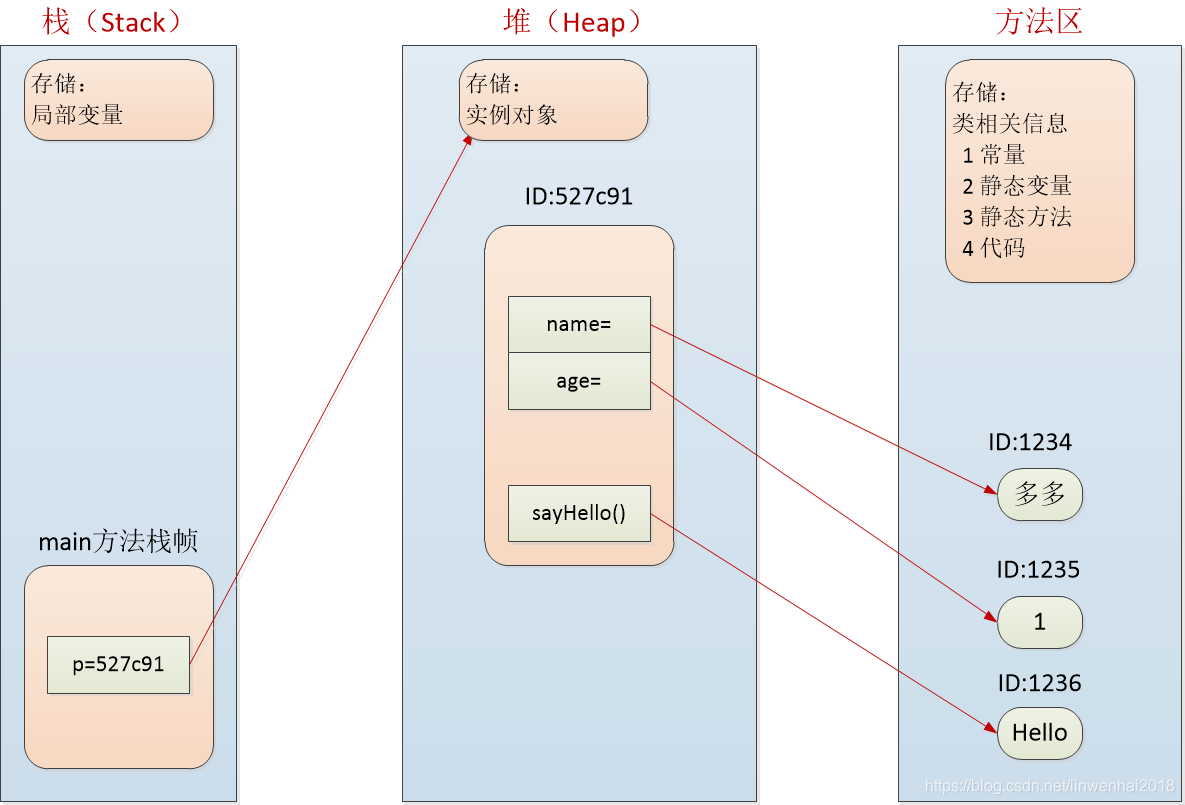 栈（Stack）
存储：
局部变量
main方法栈帧
p=527c91
堆（Heap）
存储：
实例对象
ID:527c91
name=
age=
sayHello()
方法区
存储：
类相关信息
1 常量
2 静态变量
3 静态方法
4 代码
ID:1234
多多
ID:1235
1
ID:1236
Hello
https://blog.csdn.net/linwenhai2018